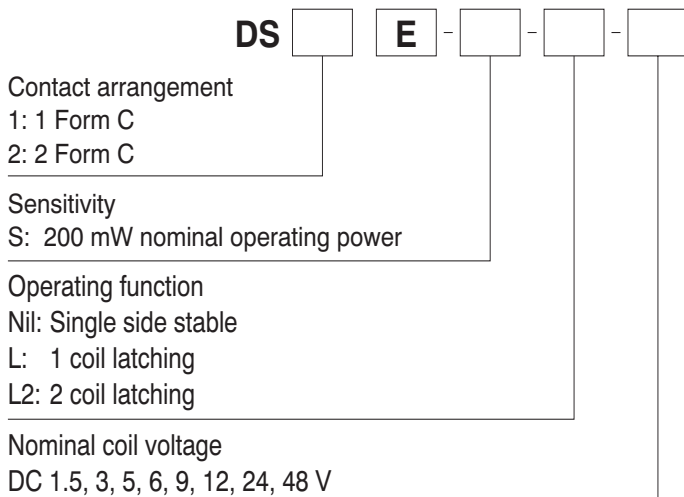 DS E - - -
Contact arrangement
1: 1 Form C
2: 2 Form C
Sensitivity
S: 200 mW nominal operating power
Operating function
Nil: Single side stable
L: 1 coil latching
L2: 2 coil latching
Nominal coil voltage
DC 1.5, 3, 5, 6, 9, 12, 24, 48 V